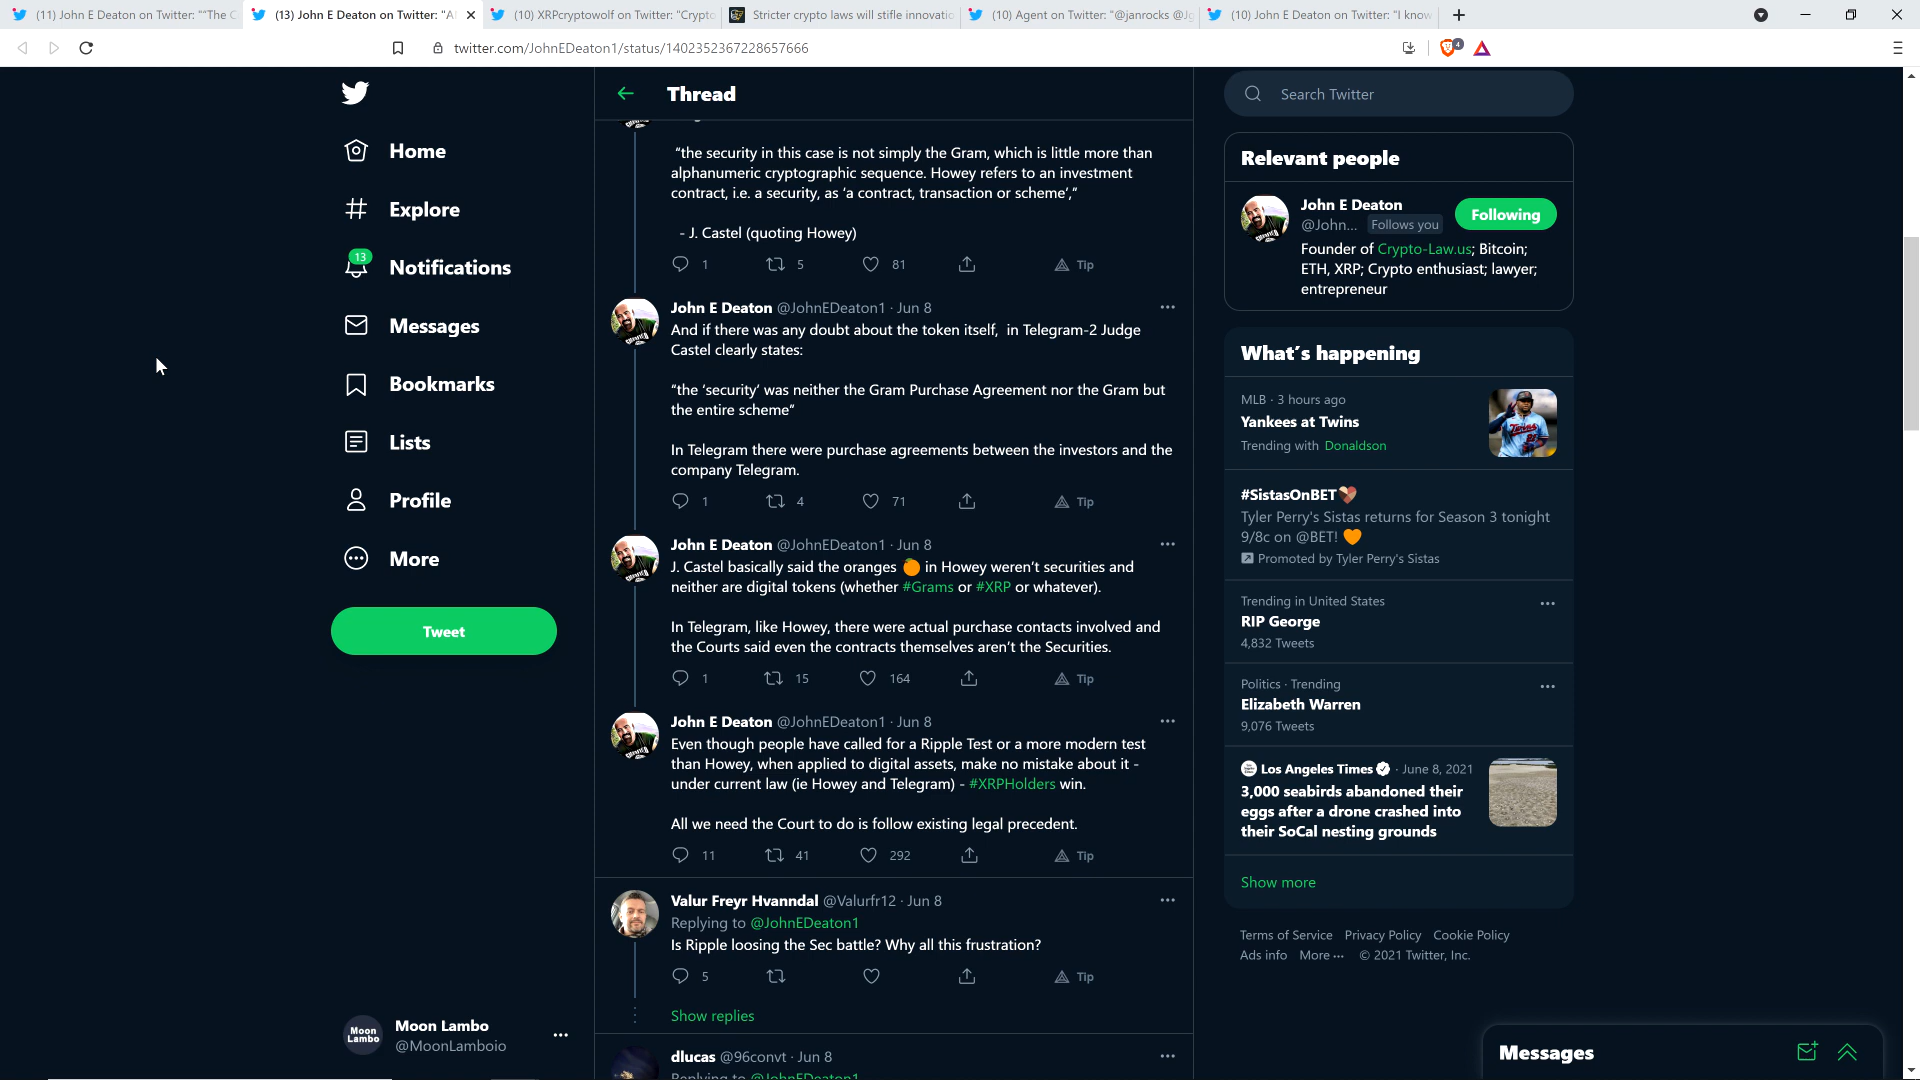 (11) John E Deaton on Twitter: "“The C
(13) John E Deaton on Twitter: "A
(10) XRPcryptowolf on Twitter: "Crypto
Stricter crypto laws will stifle innovatio
(10) Agent on Twitter: "@janrocks @Jg
(10) John E Deaton on Twitter: "I know
twitter.com/JohnEDeaton1/status/1402352367228657666
4
Home
Explore
13
Notifications
Messages
Bookmarks
Lists
Profile
More
Tweet
Moon Lambo
Moon Lambo
@MoonLamboio
Thread
“the security in this case is not simply the Gram, which is little more than
alphanumeric cryptographic sequence. Howey refers to an investment
contract, i.e. a security, as ‘a contract, transaction or scheme’,”
- J. Castel (quoting Howey)
1 5 81 Tip
John E Deaton @JohnEDeaton1 · Jun 8
And if there was any doubt about the token itself, in Telegram-2 Judge
Castel clearly states:
“the ‘security’ was neither the Gram Purchase Agreement nor the Gram but
the entire scheme”
In Telegram there were purchase agreements between the investors and the
company Telegram.
1 4 71 Tip
John E Deaton @JohnEDeaton1 · Jun 8
J. Castel basically said the oranges 🍊 in Howey weren’t securities and
neither are digital tokens (whether #Grams or #XRP or whatever).
In Telegram, like Howey, there were actual purchase contacts involved and
the Courts said even the contracts themselves aren’t the Securities.
1 15 164 Tip
John E Deaton @JohnEDeaton1 · Jun 8
Even though people have called for a Ripple Test or a more modern test
than Howey, when applied to digital assets, make no mistake about it -
under current law (ie Howey and Telegram) - #XRPHolders win.
All we need the Court to do is follow existing legal precedent.
11 41 292 Tip
Valur Freyr Hvanndal @Valurfr12 · Jun 8
Replying to @JohnEDeaton1
Is Ripple loosing the Sec battle? Why all this frustration?
5 Tip
Show replies
dlucas @96convt · Jun 8
Replying to @JohnEDeaton1
Search Twitter
Relevant people
John E Deaton
@John... Follows you
Following
Founder of Crypto-Law.us; Bitcoin;
ETH, XRP; Crypto enthusiast; lawyer;
entrepreneur
What’s happening
MLB · 3 hours ago
Yankees at Twins
Trending with Donaldson
#SistasOnBET
Tyler Perry's Sistas returns for Season 3 tonight
9/8c on @BET! 🧡
Promoted by Tyler Perry's Sistas
Trending in United States
RIP George
4,832 Tweets
Politics · Trending
Elizabeth Warren
9,076 Tweets
Los Angeles Times · June 8, 2021
3,000 seabirds abandoned their
eggs after a drone crashed into
their SoCal nesting grounds
Show more
Terms of Service Privacy Policy Cookie Policy
Ads info More ··· © 2021 Twitter, Inc.
Messages